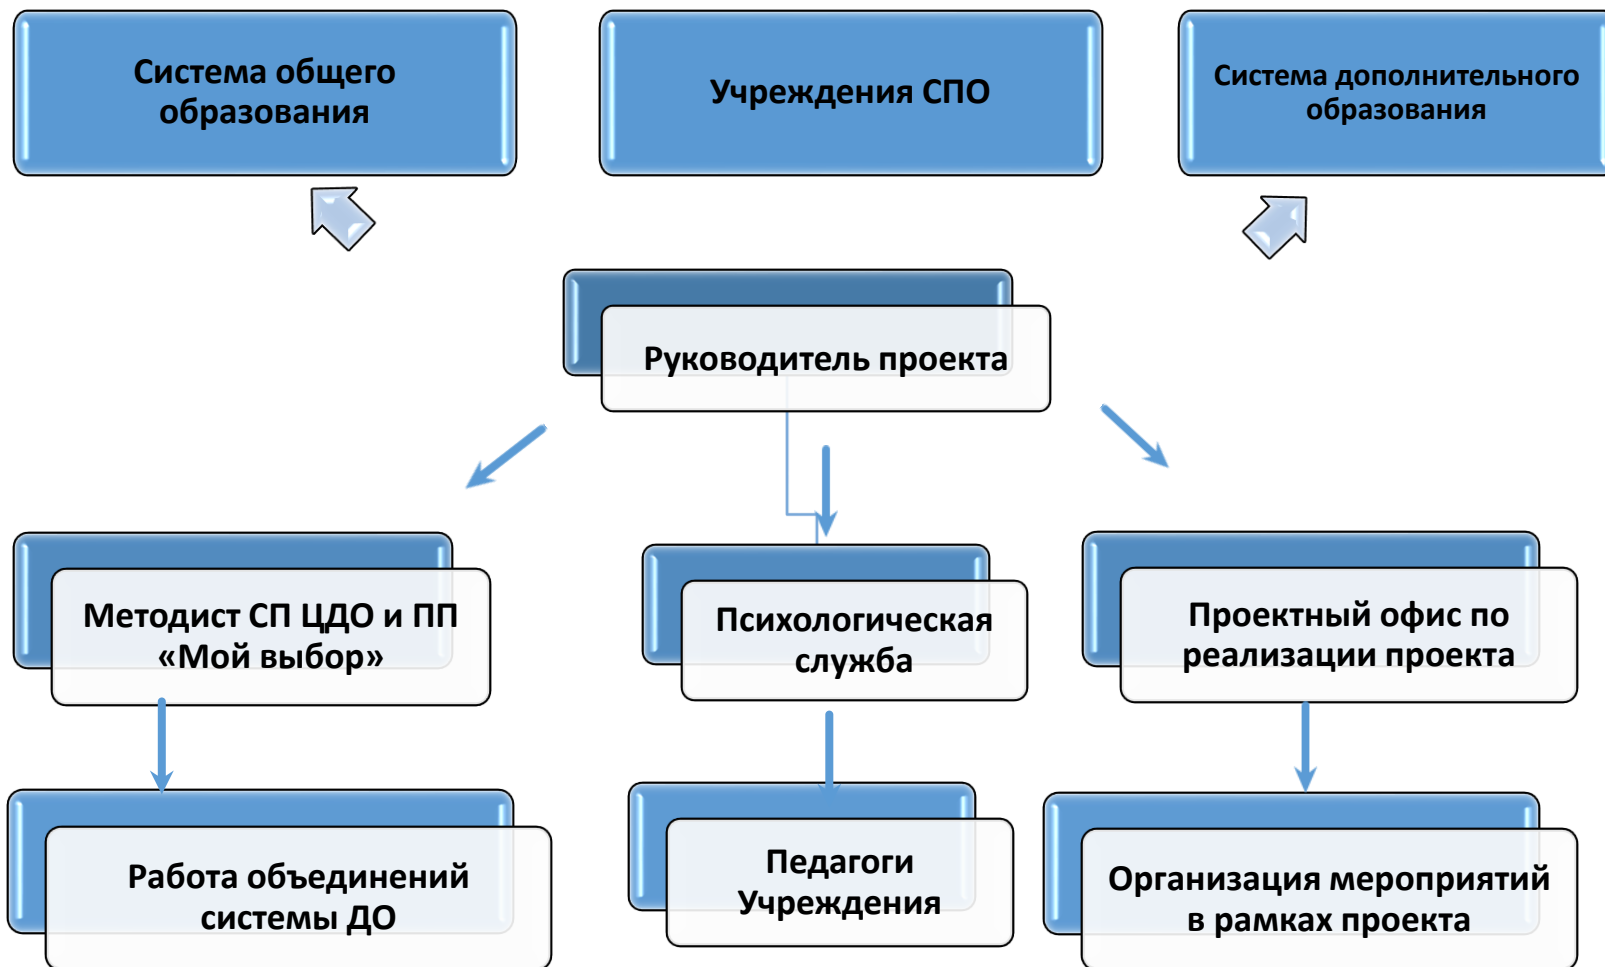 Система общего
образования
Учреждения СПО
Система дополнительного
образования
Руководитель проекта
Методист СП ЦДО и ПП
«Мой выбор»
Психологическая
служба
Проектный офис по
реализации проекта
Работа объединений
системы ДО
Педагоги
Учреждения
Организация мероприятий
в рамках проекта